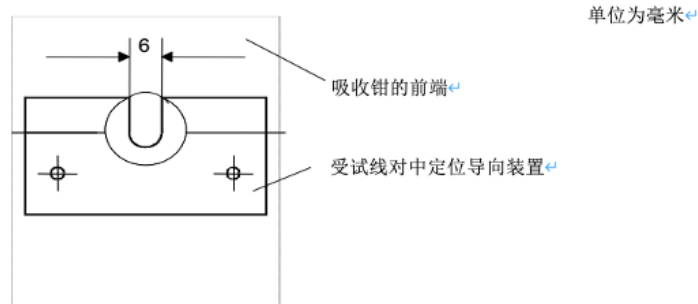 单位为毫米↵
6
吸收钳的前端↵
受试线对中定位导向装置↵